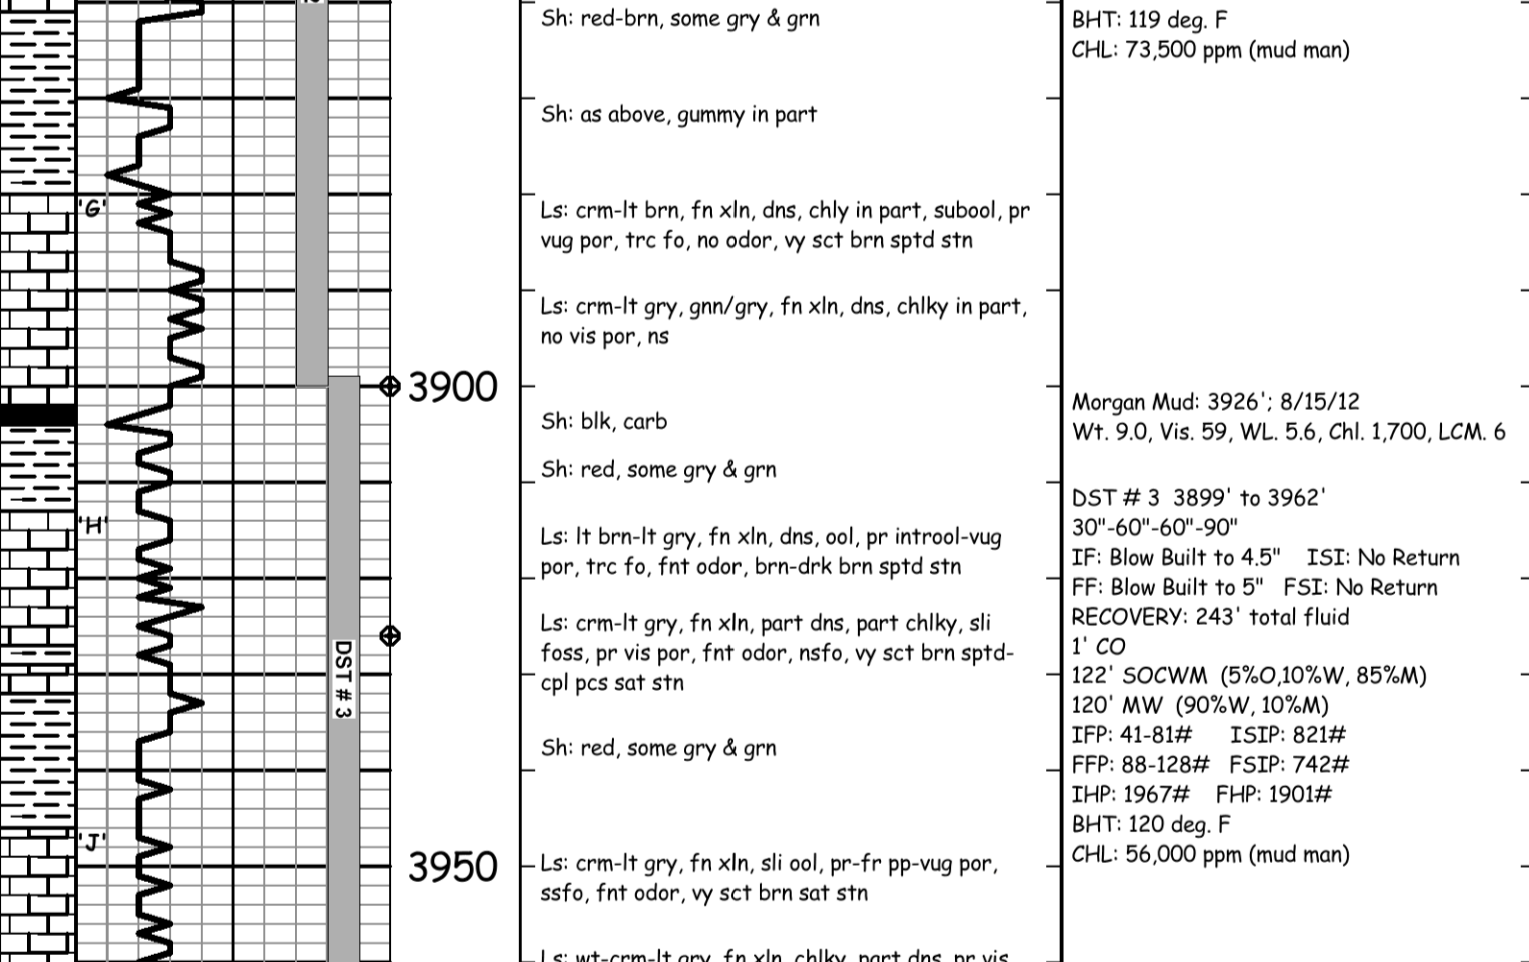 Sh: red-brn, some gry & grn
Sh: as above, gummy in part
'G'
Ls: crm-lt brn, fn xln, dns, chly in part, subool, pr
vug por, trc fo, no odor, vy sct brn sptd stn
Ls: crm-lt gry, gnn/gry, fn xln, dns, chlky in part,
no vis por, ns
3900
Sh: blk, carb
Sh: red, some gry & grn
'H'
Ls: lt brn-lt gry, fn xln, dns, ool, pr introol-vug
por, trc fo, fnt odor, brn-drk brn sptd stn
Ls: crm-lt gry, fn xln, part dns, part chlky, sli
foss, pr vis por, fnt odor, nsfo, vy sct brn sptd-
cpl pcs sat stn
DST # 3
Sh: red, some gry & grn
'J'
3950
Ls: crm-lt gry, fn xln, sli ool, pr-fr pp-vug por,
ssfo, fnt odor, vy sct brn sat stn
Ls: wt-crm-lt gry, fn xln, chlky, part dns, pr vis
BHT: 119 deg. F
CHL: 73,500 ppm (mud man)
Morgan Mud: 3926'; 8/15/12
Wt. 9.0, Vis. 59, WL. 5.6, Chl. 1,700, LCM. 6
DST # 3 3899' to 3962'
30"-60"-60"-90"
IF: Blow Built to 4.5" ISI: No Return
FF: Blow Built to 5" FSI: No Return
RECOVERY: 243' total fluid
1' CO
122' SOCWM (5%O,10%W, 85%M)
120' MW (90%W, 10%M)
IFP: 41-81# ISIP: 821#
FFP: 88-128# FSIP: 742#
IHP: 1967# FHP: 1901#
BHT: 120 deg. F
CHL: 56,000 ppm (mud man)